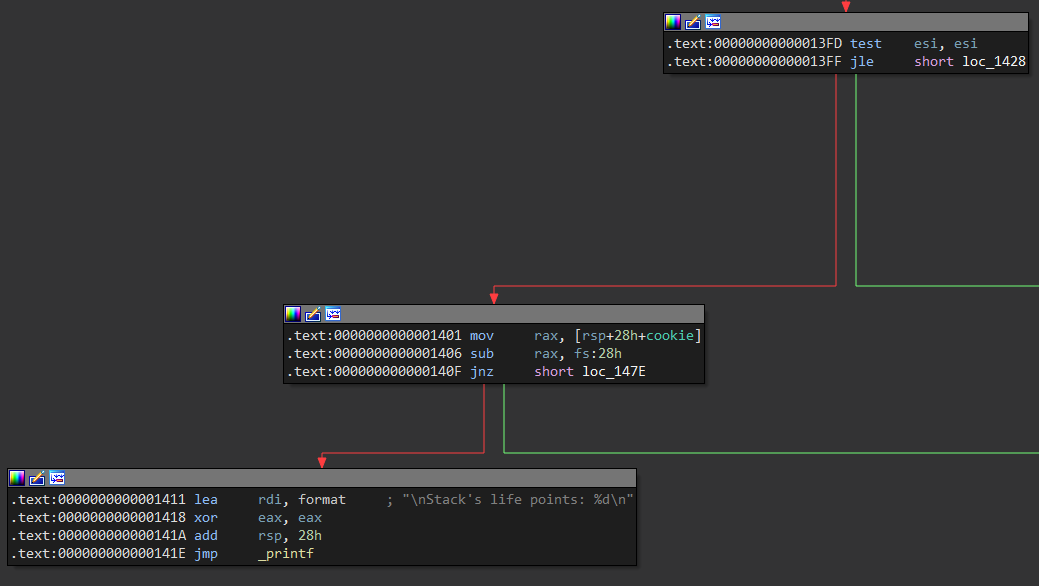 .text:00000000000013FD test    esi, esi
.text:00000000000013FF jle     short loc_1428
.text:0000000000001401 mov     rax, [rsp+28h+cookie]
.text:0000000000001406 sub     rax, fs:28h
.text:000000000000140F jnz     short loc_147E
.text:0000000000001411 lea     rdi, format     ; "\nStack's life points: %d\n"
.text:0000000000001418 xor     eax, eax
.text:000000000000141A add     rsp, 28h
.text:000000000000141E jmp     _printf